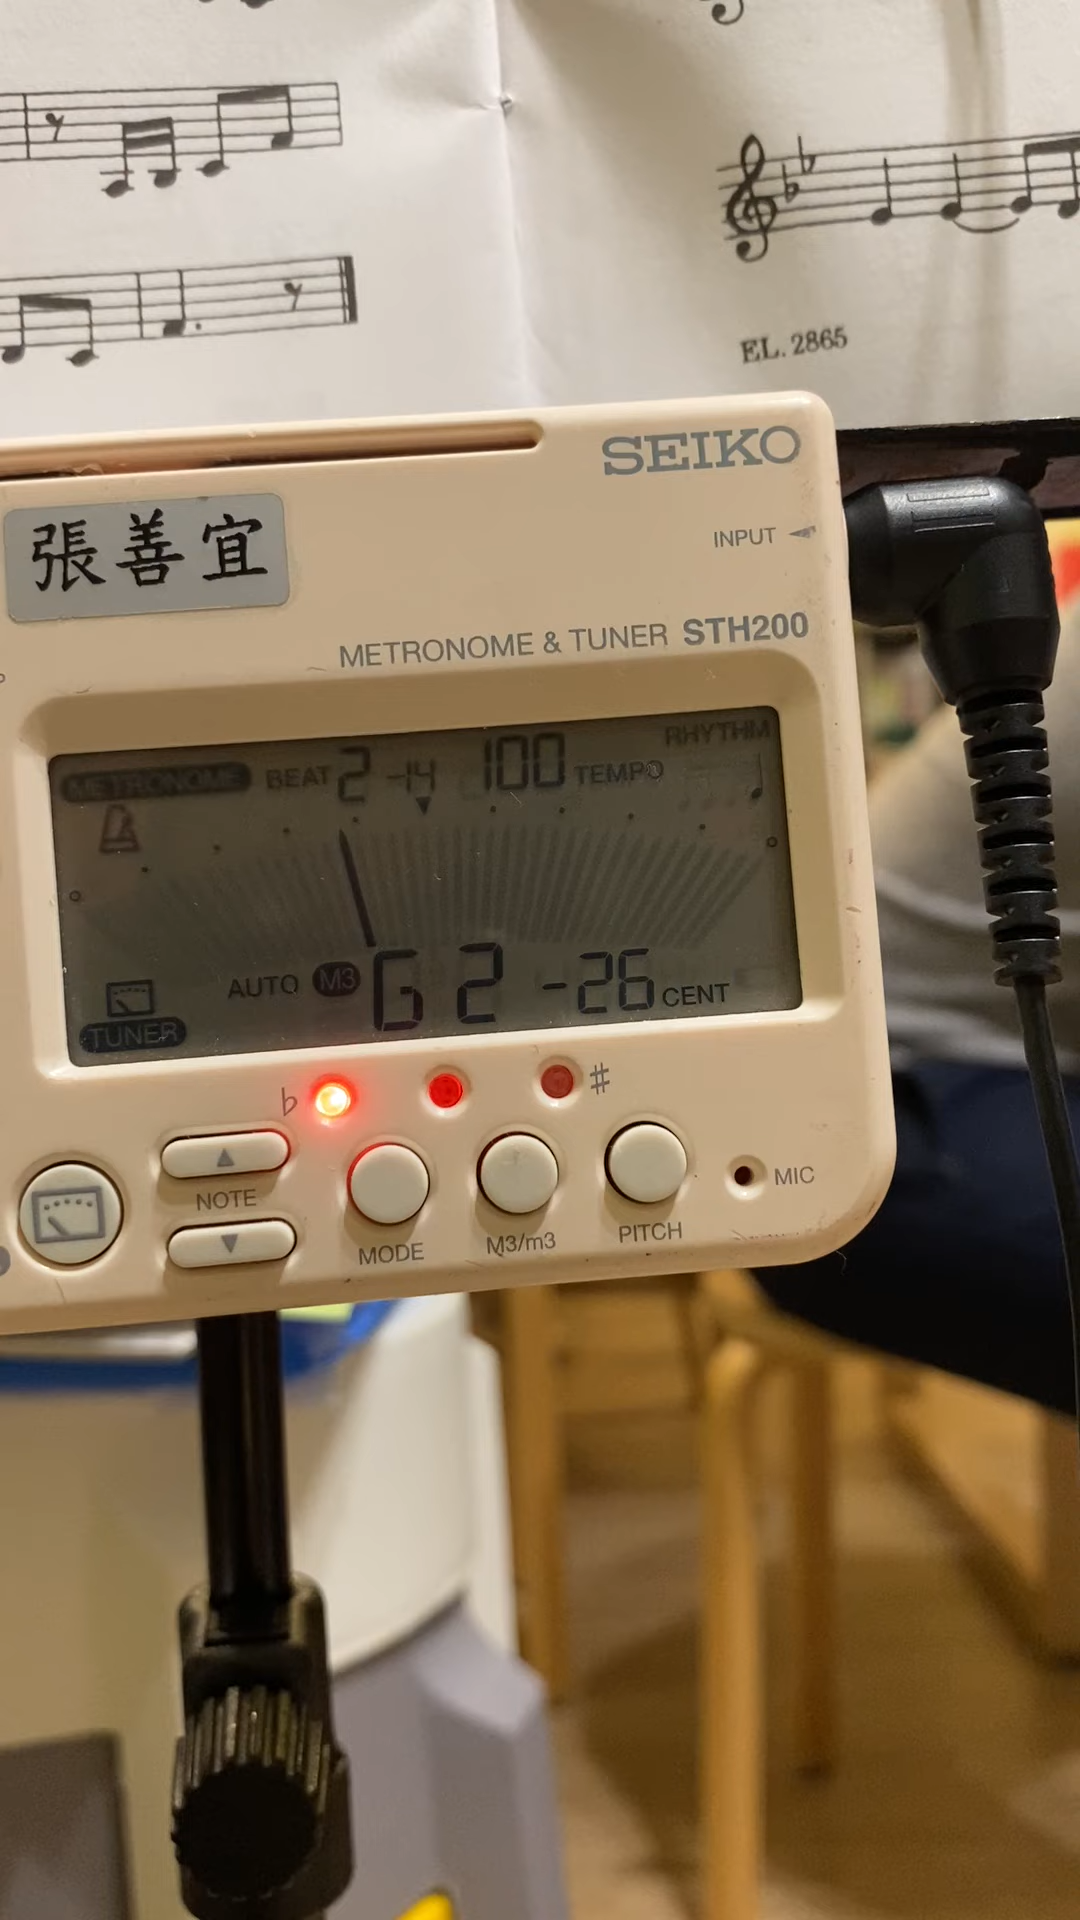 EL. 2865
SEIKO
INPUT
張善宜
METRONOME & TUNER STH200
RHYTHM
METRONOME BEAT 2 -14 100 TEMPO
AUTO M3 G 2 -26 CENT
TUNER
♭ ♯
NOTE
MODE
M3/m3
PITCH
MIC